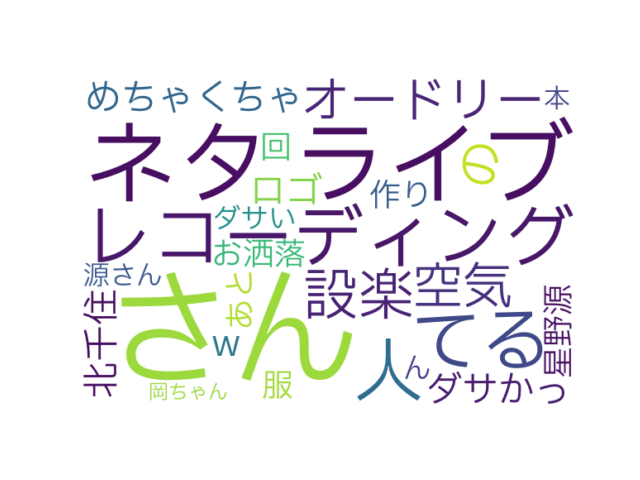 めちゃくちゃ
オードリー
本
ネタ
ライブ
回
の
ロゴ
作り
レコーディング
ダサい
お洒落
源さん
さん
設楽
空気
あと
てる
星野源
北千住
w
人
ん
ダサかっ
服
岡ちゃん